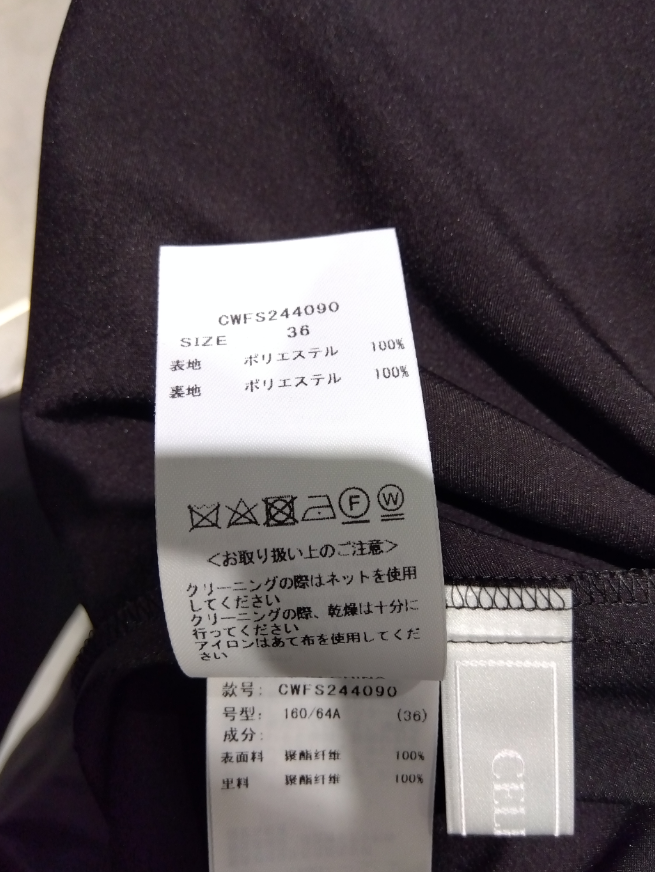 CWFS244090
SIZE 36
表地 ポリエステル 100%
裏地 ポリエステル 100%
F W
<お取り扱い上のご注意>
クリーニングの際はネットを使用
してください
クリーニングの際、乾燥は十分に
行ってください
アイロンはあて布を使用してくだ
さい
款号: CWFS244090
号型: 160/64A (36)
成分:
表面料 聚酯纤维 100%
里料 聚酯纤维 100%
CELI